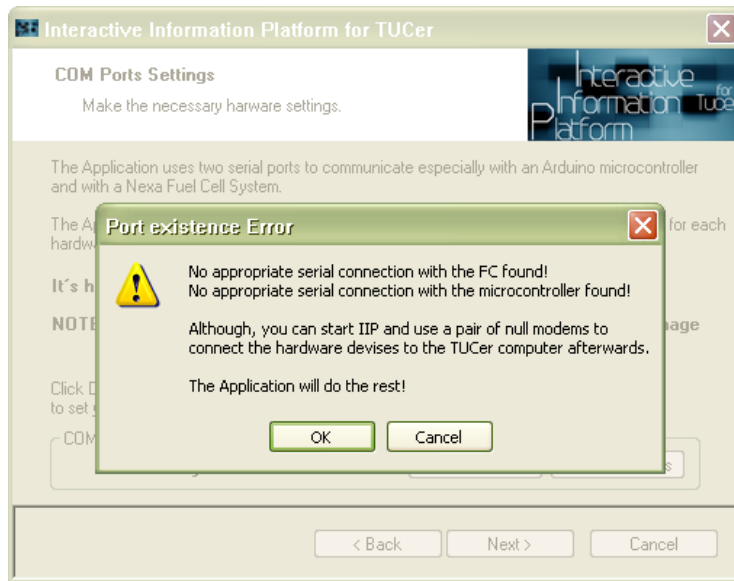 Interactive Information Platform for TUCer
COM Ports Settings
Make the necessary harware settings.
Interactive
Information Tucer
for
Platform
The Application uses two serial ports to communicate especially with an Arduino microcontroller
and with a Nexa Fuel Cell System.
The A
for each
hardw
It´s h
NOTE
nage
Click D
to set
COM
Port existence Error
No appropriate serial connection with the FC found!
No appropriate serial connection with the microcontroller found!
Although, you can start IIP and use a pair of null modems to
connect the hardware devises to the TUCer computer afterwards.
The Application will do the rest!
OK
Cancel
< Back
Next >
Cancel